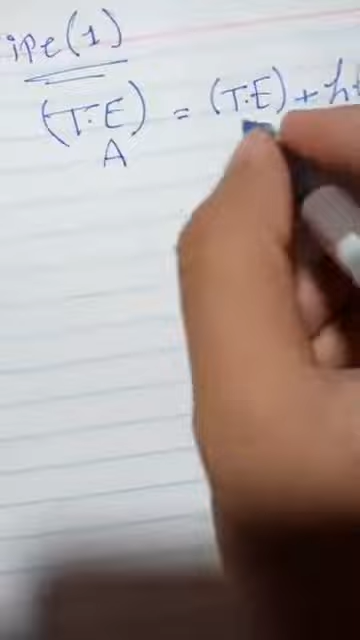 ipe(1)
(T.E) = (T.E) + h
A